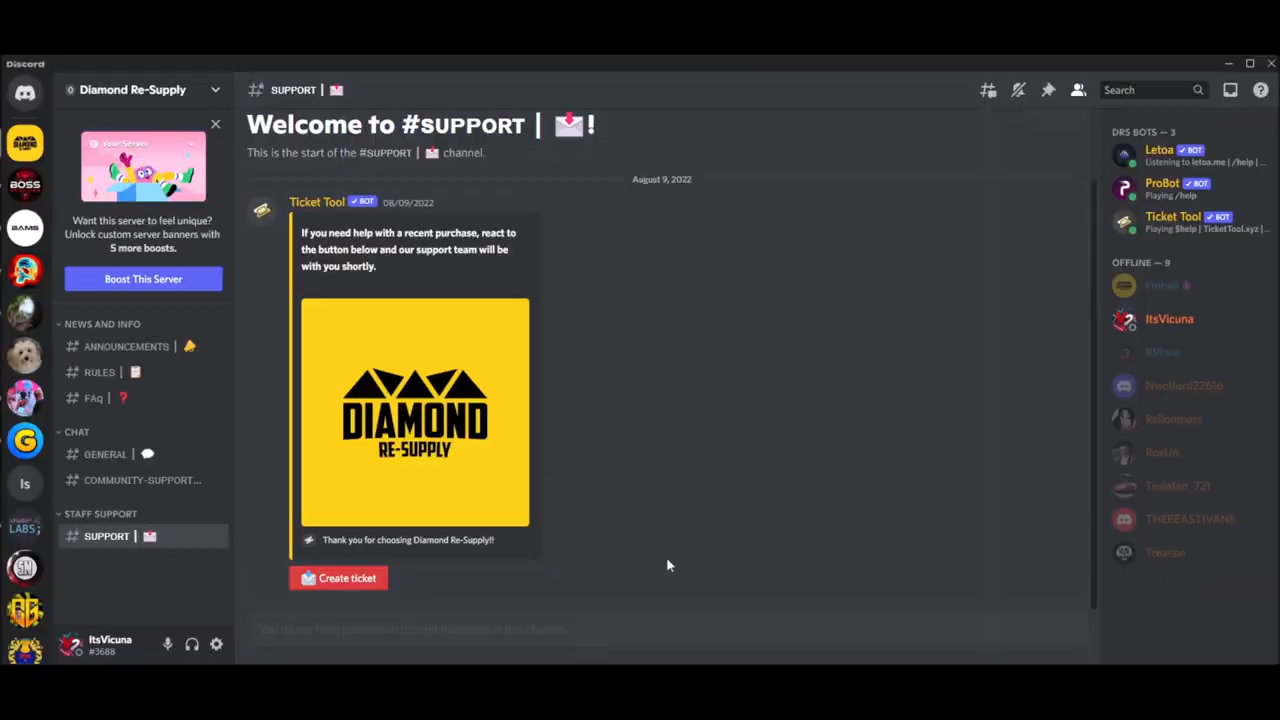 Discord
Diamond Re-Supply
Your Server
Want this server to feel unique?
Unlock custom server banners with
5 more boosts.
Boost This Server
NEWS AND INFO
ANNOUNCEMENTS |
RULES |
FAQ | ❓
CHAT
GENERAL |
COMMUNITY-SUPPORT...
STAFF SUPPORT
SUPPORT |
ItsVicuna
#3688
BOSS
BAMS
Is
LABS;
SN
SUPPORT |
Search
Welcome to #SUPPORT | !
This is the start of the #SUPPORT | channel.
August 9, 2022
Ticket Tool BOT 08/09/2022
If you need help with a recent purchase, react to
the button below and our support team will be
with you shortly.
DIAMOND
RE-SUPPLY
Thank you for choosing Diamond Re-Supply!!
Create ticket
DRS BOTS — 3
Letoa BOT
Listening to letoa.me | /help | ...
ProBot BOT
Playing /help
Ticket Tool BOT
Playing $help | TicketTool.xyz |...
OFFLINE — 9
ItsVicuna
Treason